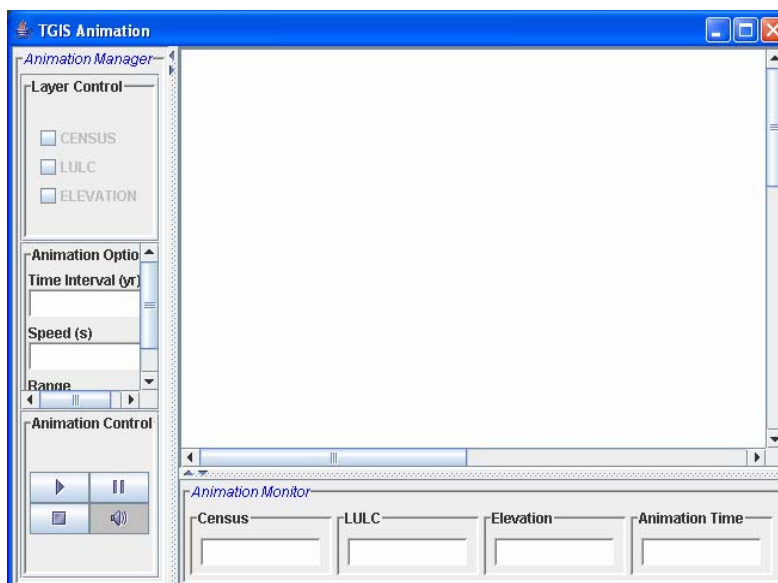 TGIS Animation
Animation Manager
Layer Control
CENSUS
LULC
ELEVATION
Animation Optio
Time Interval (yr)
Speed (s)
Range
Animation Control
Animation Monitor
Census
LULC
Elevation
Animation Time